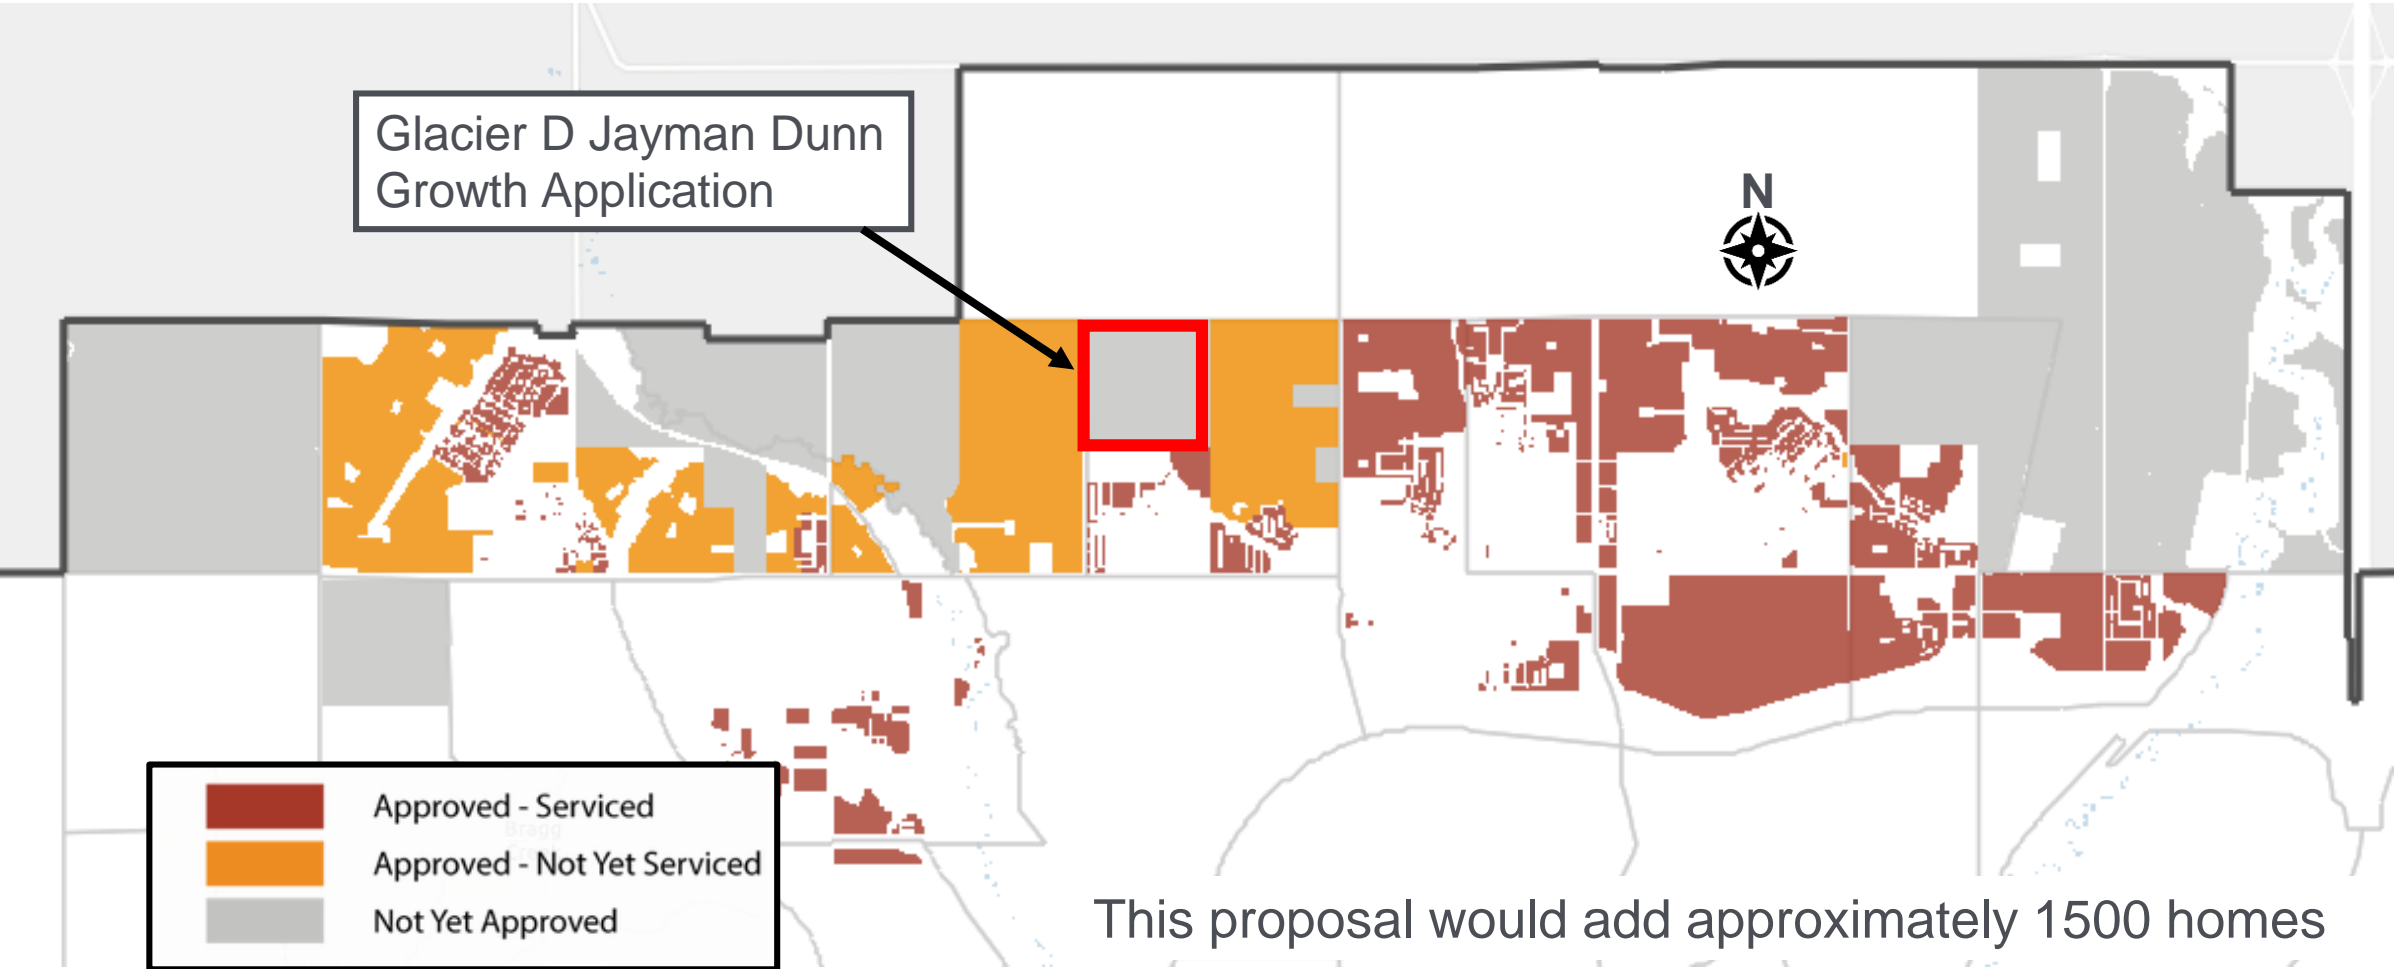 Glacier D Jayman Dunn
Growth Application
N
Approved - Serviced
Bragg
Approved - Not Yet Serviced
Not Yet Approved
This proposal would add approximately 1500 homes